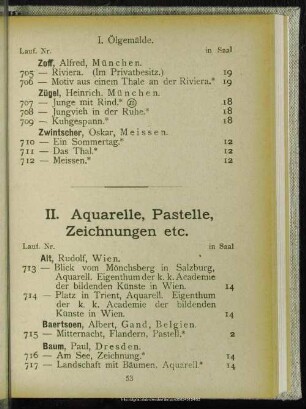 I. Ölgemälde.
Lauf. Nr. in Saal
Zoff, Alfred, München.
705 — Riviera. (Im Privatbesitz.) 19
706 — Motiv aus einem Thale an der Riviera.* 19
Zügel, Heinrich. München.
707 — Junge mit Rind.* 18
708 — Jungvieh in der Ruhe.* 18
709 — Kuhgespann.* 18
Zwintscher, Oskar, Meissen.
710 — Ein Sommertag.* 12
711 — Das Thal.* 12
712 — Meissen.* 12
II. Aquarelle, Pastelle,
Zeichnungen etc.
Lauf. Nr. in Saal
Alt, Rudolf, Wien.
713 — Blick vom Mönchsberg in Salzburg,
Aquarell. Eigenthum der k. k. Academie
der bildenden Künste in Wien. 14
714 — Platz in Trient, Aquarell. Eigenthum
der k. k. Academie der bildenden
Künste in Wien. 14
Baertsoen, Albert, Gand, Belgien.
715 — Mitternacht, Flandern, Pastell.* 2
Baum, Paul, Dresden.
716 — Am See, Zeichnung.* 14
717 — Landschaft mit Bäumen, Aquarell.* 14
53